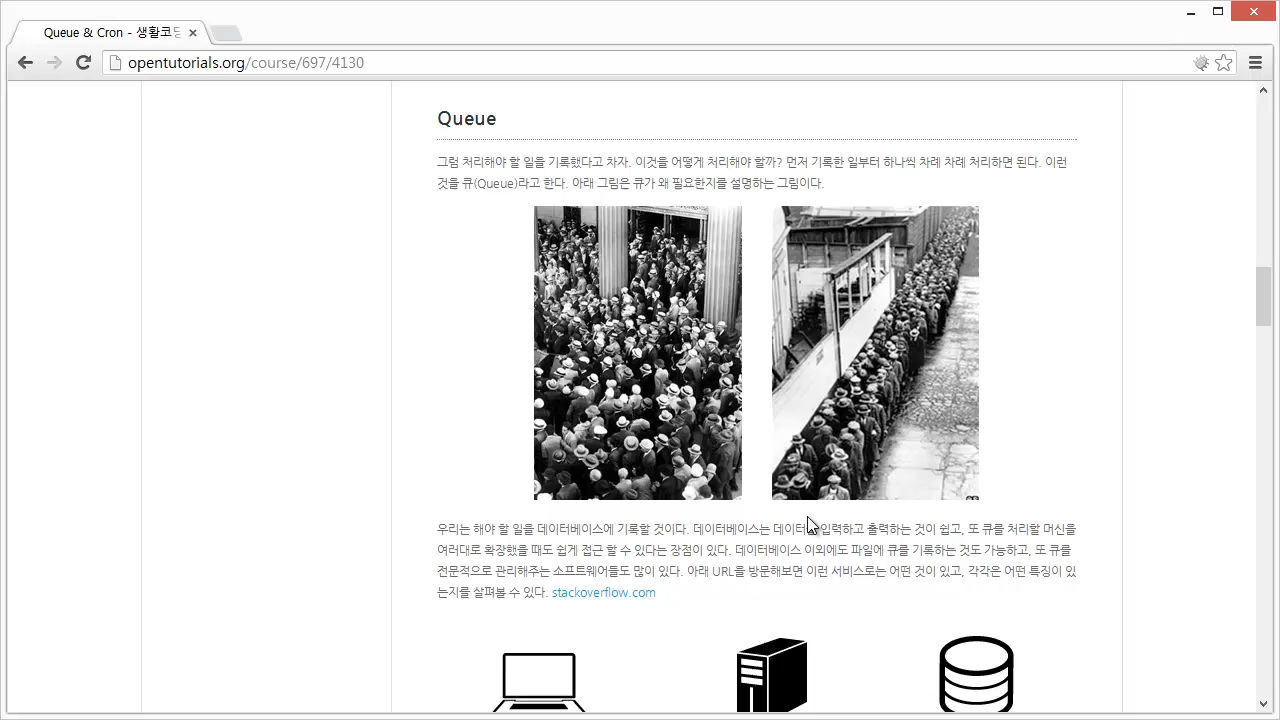 Queue & Cron - 생활코딩
opentutorials.org/course/697/4130
Queue
그럼 처리해야 할 일을 기록했다고 차자. 이것을 어떻게 처리해야 할까? 먼저 기록한 일부터 하나씩 차례 차례 처리하면 된다. 이런
것을 큐(Queue)라고 한다. 아래 그림은 큐가 왜 필요한지를 설명하는 그림이다.
우리는 해야 할 일을 데이터베이스에 기록할 것이다. 데이터베이스는 데이터 입력하고 출력하는 것이 쉽고, 또 큐를 처리할 머신을
여러대로 확장했을 때도 쉽게 접근 할 수 있다는 장점이 있다. 데이터베이스 이외에도 파일에 큐를 기록하는 것도 가능하고, 또 큐를
전문적으로 관리해주는 소프트웨어들도 많이 있다. 아래 URL을 방문해보면 이런 서비스로는 어떤 것이 있고, 각각은 어떤 특징이 있
는지를 살펴볼 수 있다. stackoverflow.com